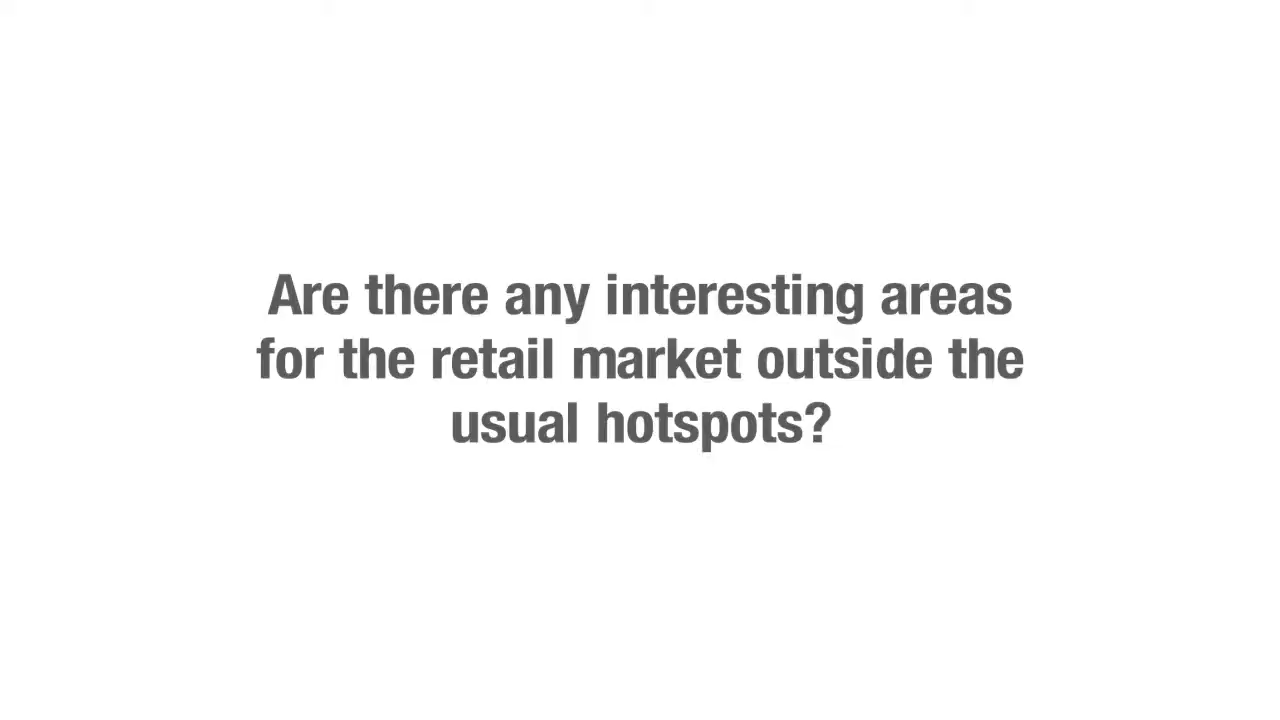 Are there any interesting areas
for the retail market outside the
usual hotspots?